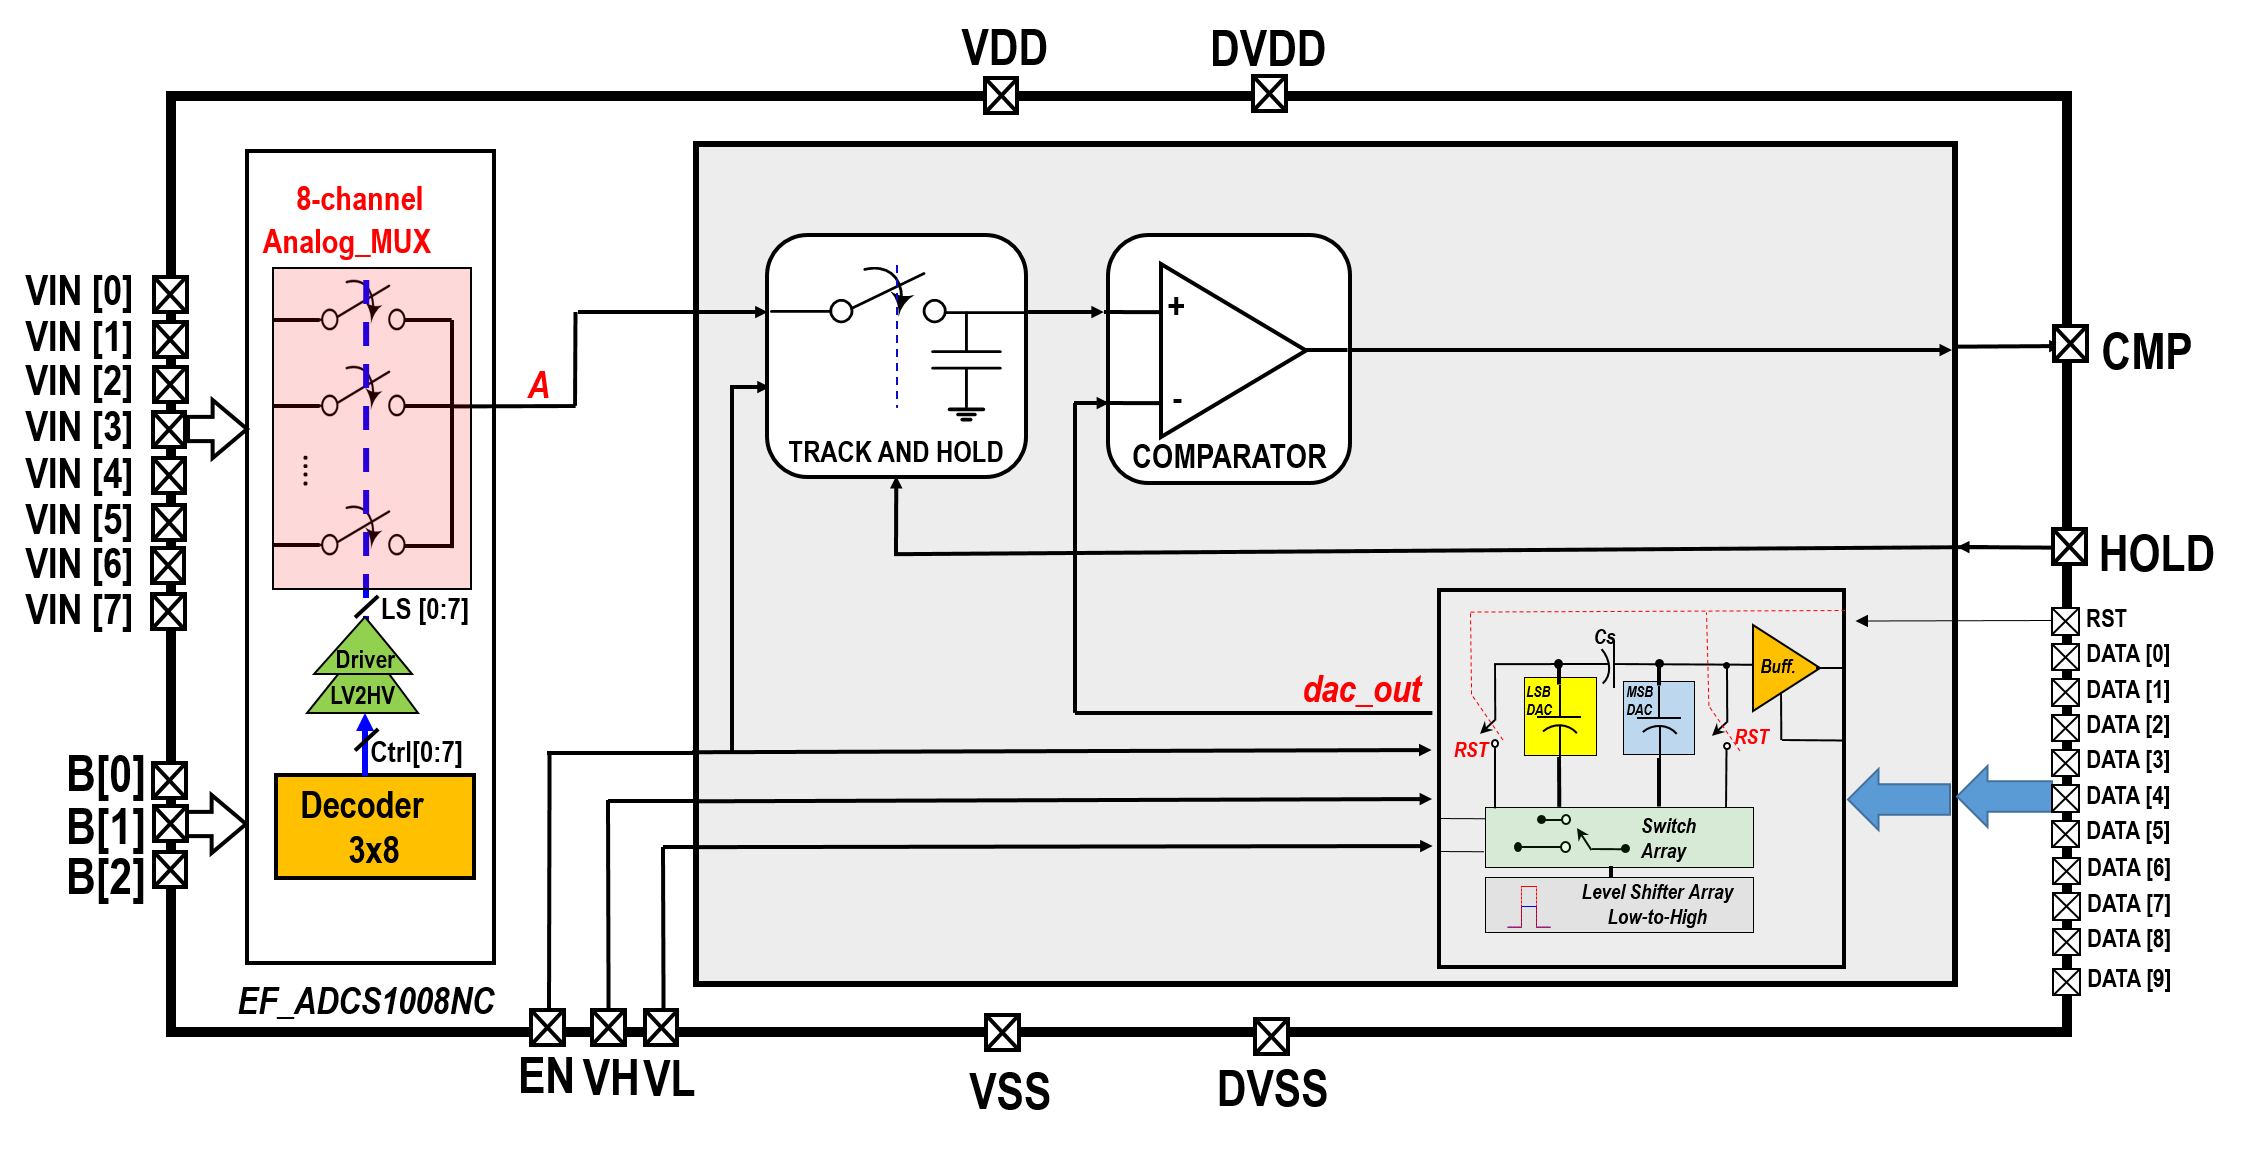 VDD
DVDD
8-channel
Analog_MUX
VIN [0]
VIN [1]
VIN [2]
VIN [3]
VIN [4]
VIN [5]
VIN [6]
VIN [7]
A
+
-
TRACK AND HOLD
COMPARATOR
CMP
HOLD
LS [0:7]
Driver
LV2HV
Ctrl[0:7]
Decoder
3x8
B[0]
B[1]
B[2]
dac_out
Cs
LSB
DAC
MSB
DAC
Buff.
RST
RST
Switch
Array
Level Shifter Array
Low-to-High
RST
DATA [0]
DATA [1]
DATA [2]
DATA [3]
DATA [4]
DATA [5]
DATA [6]
DATA [7]
DATA [8]
DATA [9]
EF_ADCS1008NC
EN
VH
VL
VSS
DVSS